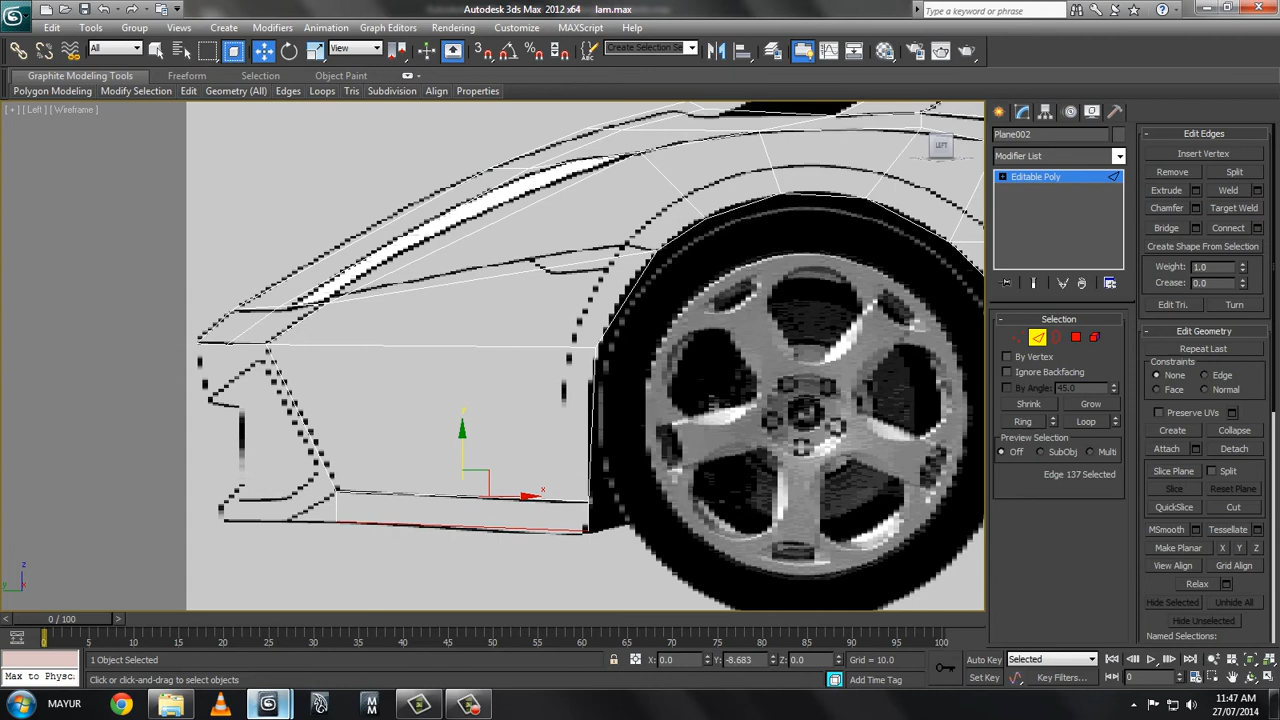 Autodesk 3ds Max 2012 x64 lam.max
Type a keyword or phrase
Edit Tools Group Views Create Modifiers Animation Graph Editors Rendering Customize MAXScript Help
All View Create Selection Se
Graphite Modeling Tools Freeform Selection Object Paint
Polygon Modeling Modify Selection Edit Geometry (All) Edges Loops Tris Subdivision Align Properties
[ + ] [ Left ] [ Wireframe ]
LEFT
y
x
z
y
x
Plane002
Modifier List
Editable Poly
Selection
By Vertex
Ignore Backfacing
By Angle: 45.0
Shrink Grow
Ring Loop
Preview Selection
Off SubObj Multi
Edge 137 Selected
Edit Edges
Insert Vertex
Remove Split
Extrude Weld
Chamfer Target Weld
Bridge Connect
Create Shape From Selection
Weight: 1.0
Crease: 0.0
Edit Tri. Turn
Edit Geometry
Repeat Last
Constraints
None Edge
Face Normal
Preserve UVs
Create Collapse
Attach Detach
Slice Plane Split
Slice Reset Plane
QuickSlice Cut
MSmooth Tessellate
Make Planar X Y Z
View Align Grid Align
Relax
Hide Selected Unhide All
Hide Unselected
Named Selections:
0 / 100
0 5 10 15 20 25 30 35 40 45 50 55 60 65 70 75 80 85 90 95 100
1 Object Selected X: 0.0 Y: -8.683 Z: 0.0 Grid = 10.0 Auto Key Selected
Max to Physc
Click or click-and-drag to select objects Add Time Tag Set Key Key Filters... 0
MAYUR
11:47 AM
27/07/2014